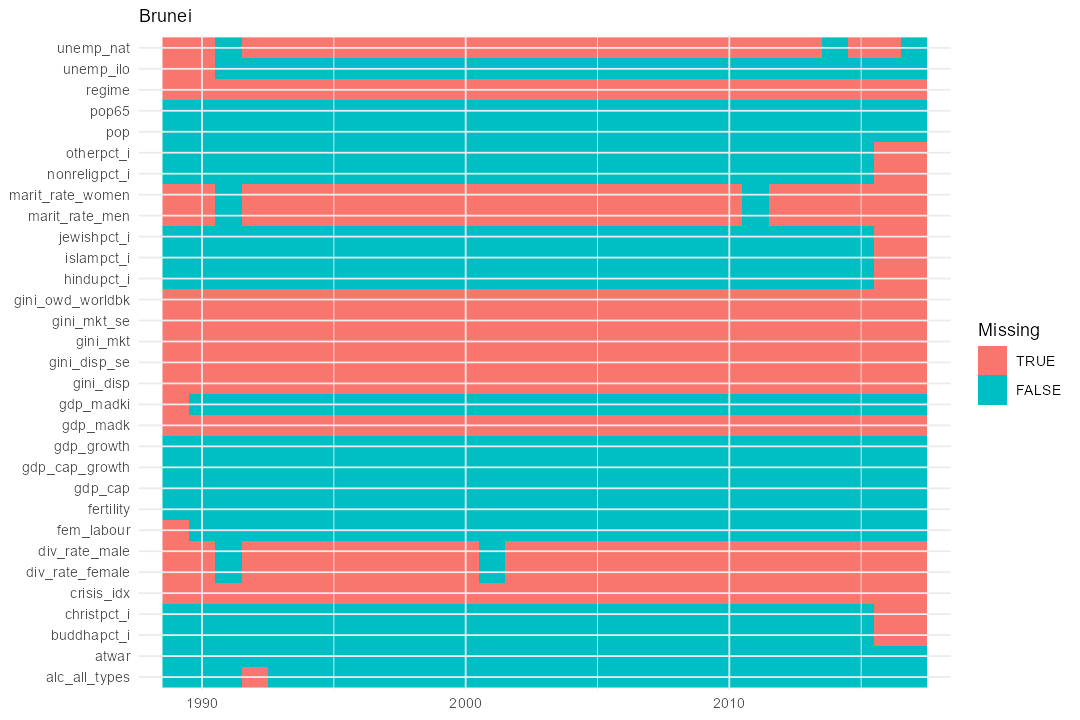 Brunei
unemp_nat
unemp_ilo
regime
pop65
pop
otherpct_i
nonreligpct_i
marit_rate_women
marit_rate_men
jewishpct_i
islampct_i
hindupct_i
gini_owd_worldbk
gini_mkt_se
gini_mkt
gini_disp_se
gini_disp
gdp_madki
gdp_madk
gdp_growth
gdp_cap_growth
gdp_cap
fertility
fem_labour
div_rate_male
div_rate_female
crisis_idx
christpct_i
buddhapct_i
atwar
alc_all_types
1990 2000 2010
Missing
TRUE
FALSE